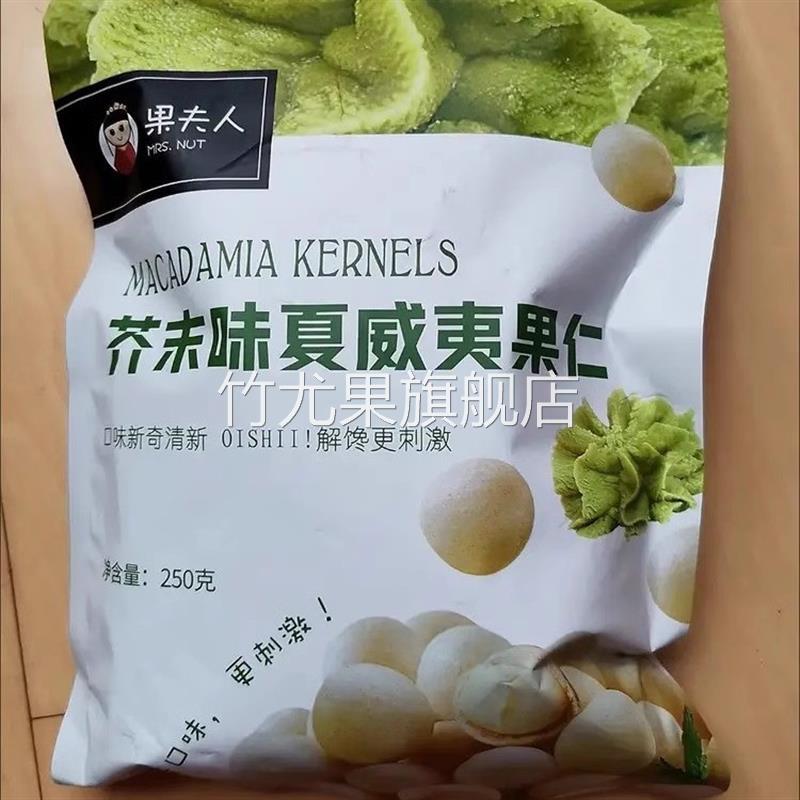 果夫人
MRS. NUT
MACADAMIA KERNELS
芥末味夏威夷果仁
竹尤果旗舰店
口味新奇清新 OISHII!解馋更刺激
净含量：250克
口味，更刺激！